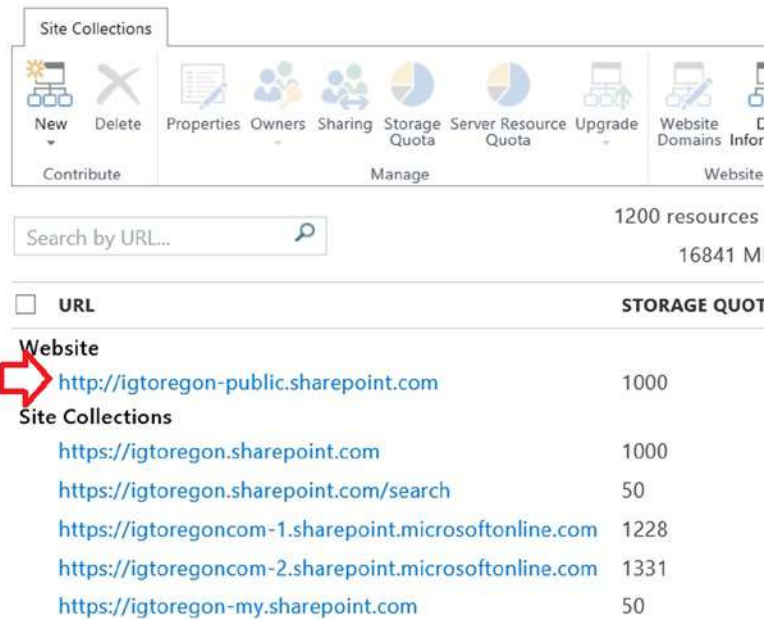 Site Collections
New Delete Properties Owners Sharing Storage Quota Server Resource Quota Upgrade Website Domains
Contribute Manage Website
Search by URL...
1200 resources
16841
URL STORAGE
Website
http://igtoregon-public.sharepoint.com 1000
Site Collections
https://igtoregon.sharepoint.com 1000
https://igtoregon.sharepoint.com/search 50
https://igtoregoncom-1.sharepoint.microsoftonline.com 1228
https://igtoregoncom-2.sharepoint.microsoftonline.com 1331
https://igtoregon-my.sharepoint.com 50